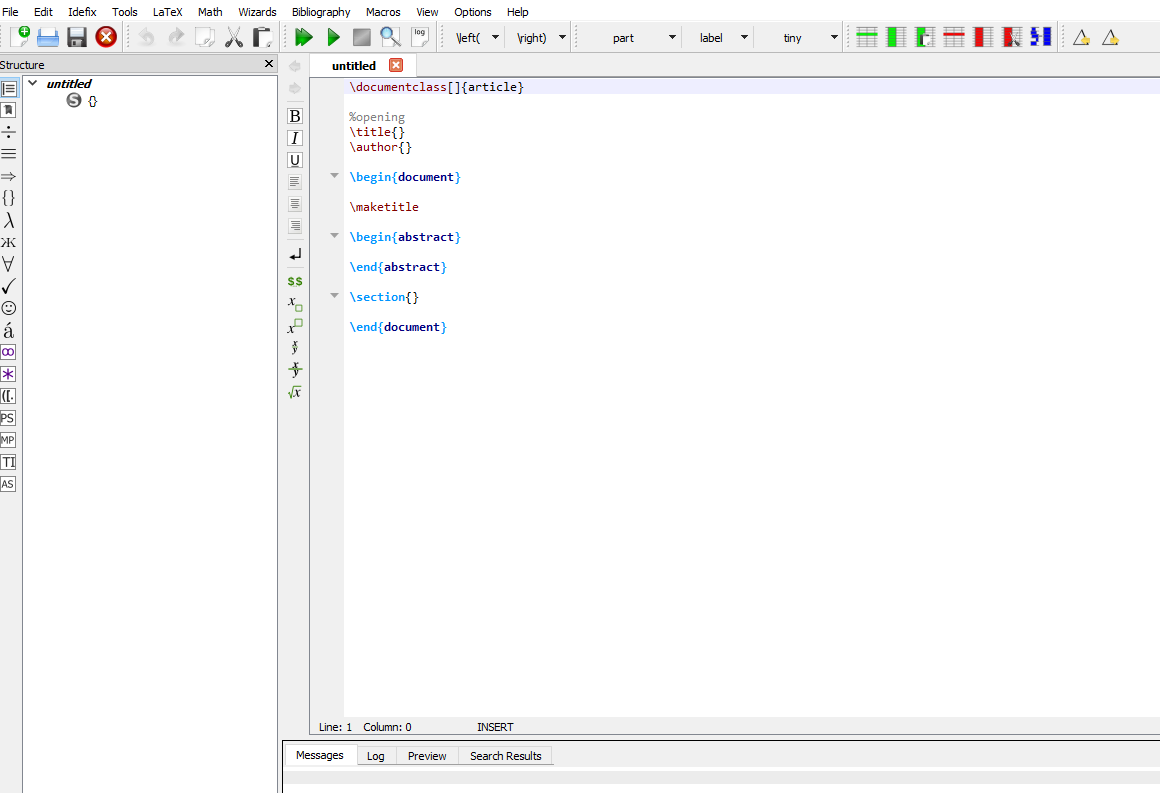 File Edit Idefix Tools LaTeX Math Wizards Bibliography Macros View Options Help
log \left( \right) part label tiny
Structure
untitled
S {}
untitled
\documentclass[]{article}
%opening
\title{}
\author{}
\begin{document}
\maketitle
\begin{abstract}
\end{abstract}
\section{}
\end{document}
÷
⇒
{}
λ
Ж
∀
á
∞
*
([.
PS
MP
TI
AS
B
I
U
$$
x
x
x
y
x
y
√x
Line: 1 Column: 0 INSERT
Messages Log Preview Search Results